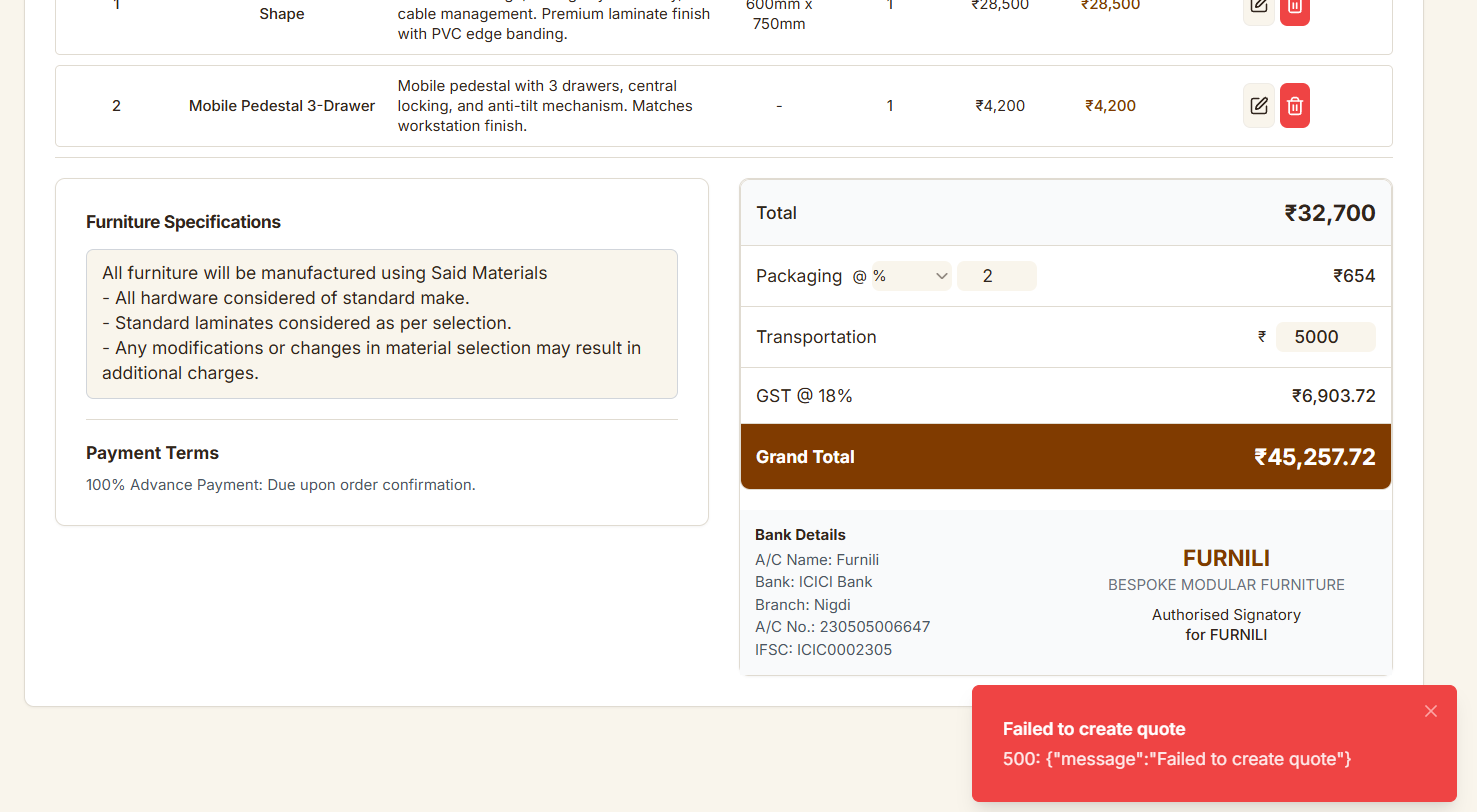 1
Shape
cable management. Premium laminate finish
with PVC edge banding.
600mm x
750mm
1
₹28,500
₹28,500
2
Mobile Pedestal 3-Drawer
Mobile pedestal with 3 drawers, central
locking, and anti-tilt mechanism. Matches
workstation finish.
-
1
₹4,200
₹4,200
Furniture Specifications
All furniture will be manufactured using Said Materials
- All hardware considered of standard make.
- Standard laminates considered as per selection.
- Any modifications or changes in material selection may result in
additional charges.
Payment Terms
100% Advance Payment: Due upon order confirmation.
Total ₹32,700
Packaging @ % 2 ₹654
Transportation ₹ 5000
GST @ 18% ₹6,903.72
Grand Total ₹45,257.72
Bank Details
A/C Name: Furnili
Bank: ICICI Bank
Branch: Nigdi
A/C No.: 230505006647
IFSC: ICIC0002305
FURNILI
BESPOKE MODULAR FURNITURE
Authorised Signatory
for FURNILI
Failed to create quote
500: {"message":"Failed to create quote"}